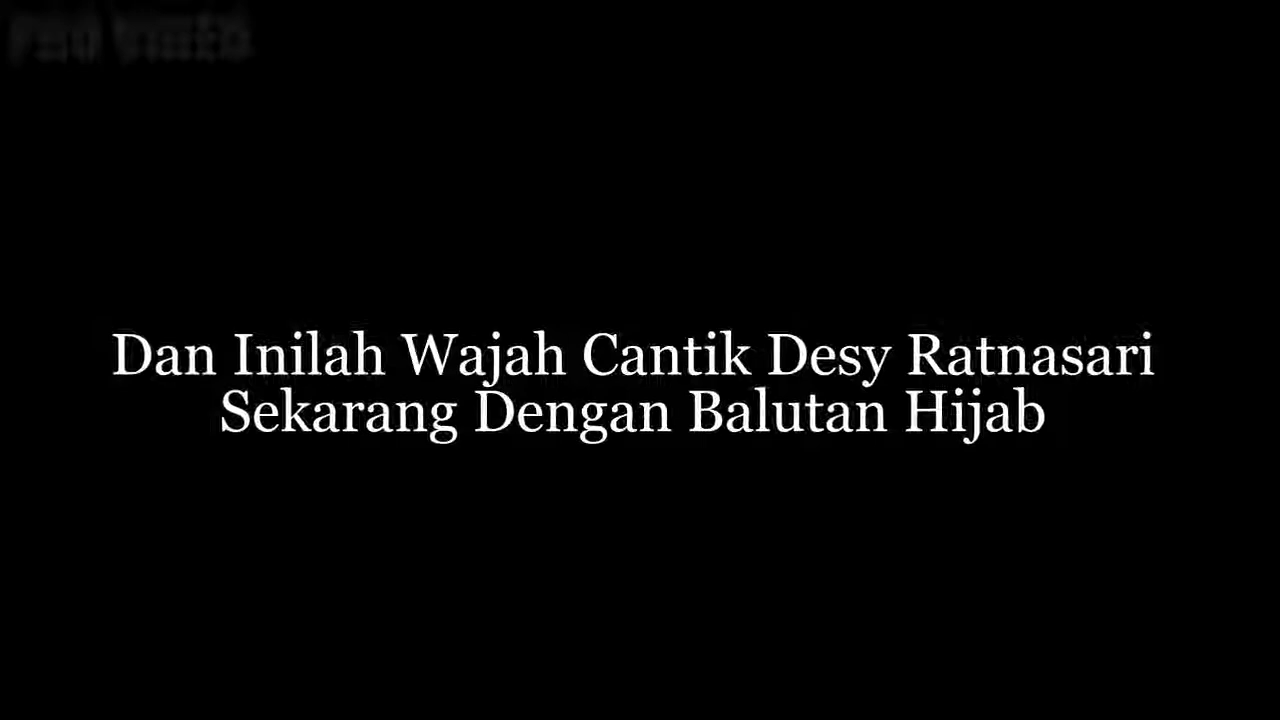 Dan Inilah Wajah Cantik Desy Ratnasari
Sekarang Dengan Balutan Hijab